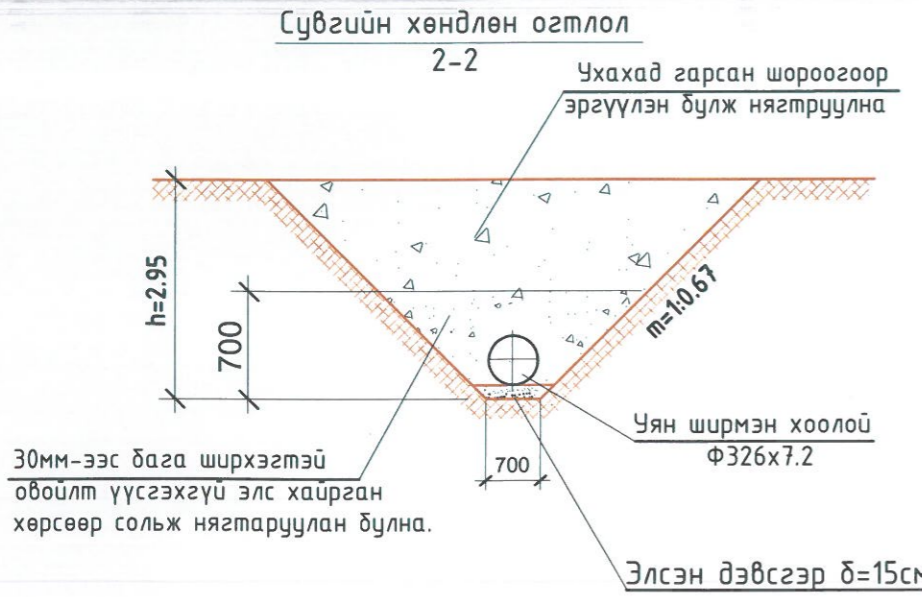 Сувгийн хөндлөн огтлол
2-2
Ухахад гарсан шороогоор
эргүүлэн булж нягтруулна
h=2.95
700
m=1:0.67
Уян ширмэн хоолой
Ф326х7.2
30мм-ээс бага ширхэгтэй
овойлт үүсгэхгүй элс хайрган
хөрсөөр сольж нягтаруулан булна.
700
Элсэн дэвсгэр δ=15см